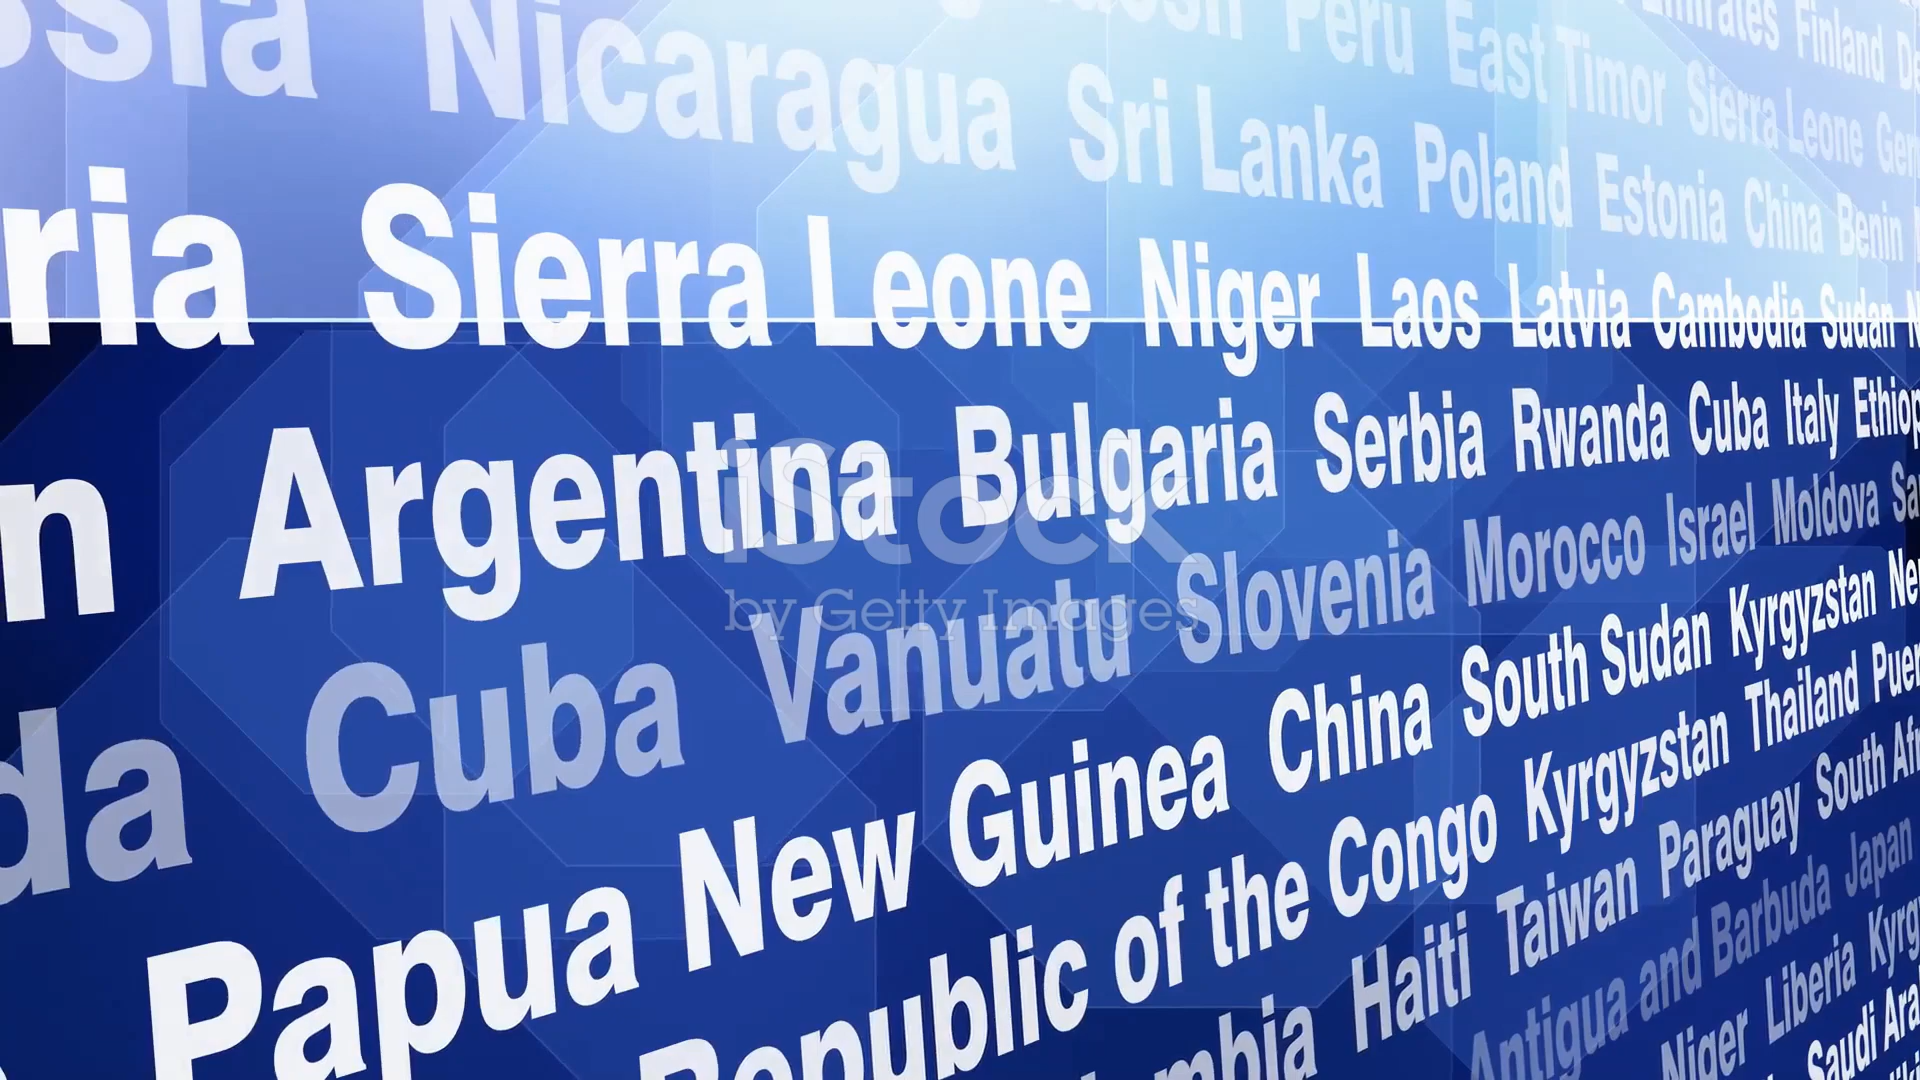 Nicaragua Sri Lanka Poland Estonia China Benin
Peru East Timor Sierra Leone
Finland
Sierra Leone Niger Laos Latvia Cambodia Sudan
Argentina Bulgaria Serbia Rwanda Cuba Italy
Cuba Vanuatu Slovenia Morocco Israel Moldova
Papua New Guinea China South Sudan Kyrgyzstan
Republic of the Congo Kyrgyzstan Thailand
Haiti Taiwan Paraguay South
Antigua and Barbuda Japan
Niger Liberia
Saudi
iStock
by Getty Images